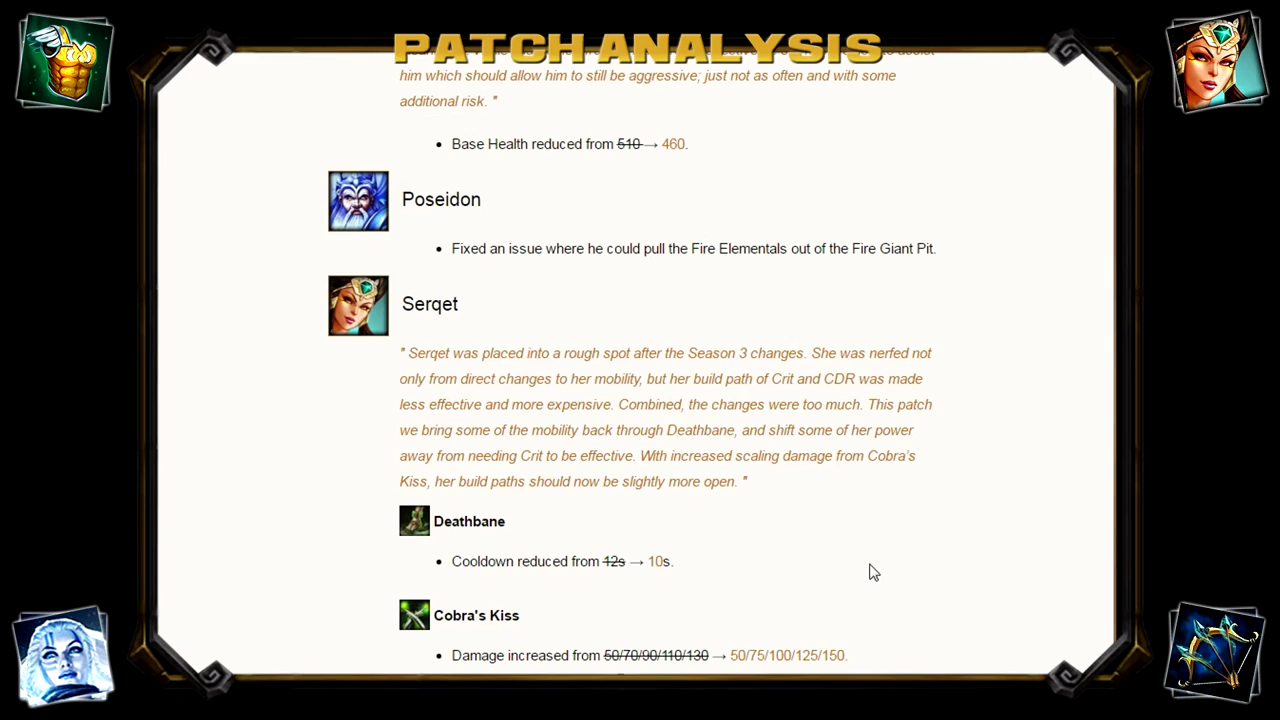 PATCH ANALYSIS
him which should allow him to still be aggressive; just not as often and with some
additional risk. "
• Base Health reduced from 510 → 460.
Poseidon
• Fixed an issue where he could pull the Fire Elementals out of the Fire Giant Pit.
Serqet
" Serqet was placed into a rough spot after the Season 3 changes. She was nerfed not
only from direct changes to her mobility, but her build path of Crit and CDR was made
less effective and more expensive. Combined, the changes were too much. This patch
we bring some of the mobility back through Deathbane, and shift some of her power
away from needing Crit to be effective. With increased scaling damage from Cobra's
Kiss, her build paths should now be slightly more open. "
Deathbane
• Cooldown reduced from 12s → 10s.
Cobra's Kiss
• Damage increased from 50/70/90/110/130 → 50/75/100/125/150.